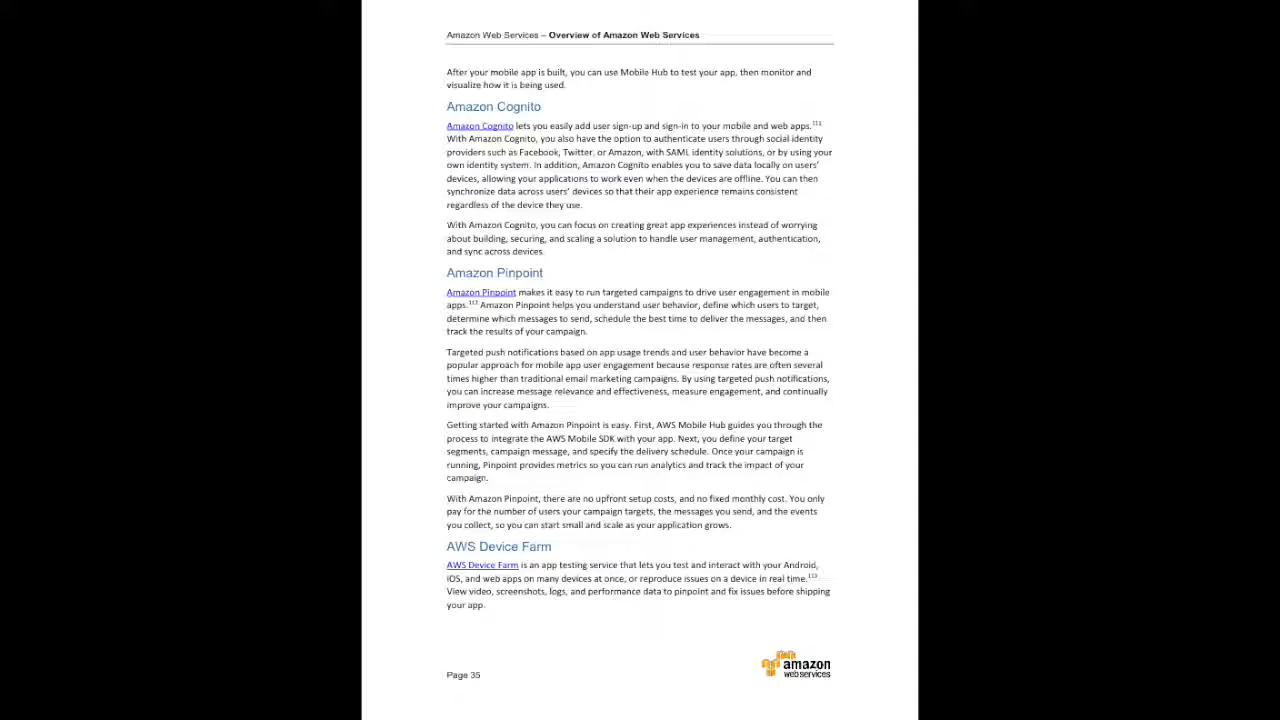 Amazon Web Services – Overview of Amazon Web Services
After your mobile app is built, you can use Mobile Hub to test your app, then monitor and
visualize how it is being used.
Amazon Cognito
Amazon Cognito lets you easily add user sign-up and sign-in to your mobile and web apps.111
With Amazon Cognito, you also have the option to authenticate users through social identity
providers such as Facebook, Twitter, or Amazon, with SAML identity solutions, or by using your
own identity system. In addition, Amazon Cognito enables you to save data locally on users’
devices, allowing your applications to work even when the devices are offline. You can then
synchronize data across users’ devices so that their app experience remains consistent
regardless of the device they use.
With Amazon Cognito, you can focus on creating great app experiences instead of worrying
about building, securing, and scaling a solution to handle user management, authentication,
and sync across devices.
Amazon Pinpoint
Amazon Pinpoint makes it easy to run targeted campaigns to drive user engagement in mobile
apps.112 Amazon Pinpoint helps you understand user behavior, define which users to target,
determine which messages to send, schedule the best time to deliver the messages, and then
track the results of your campaign.
Targeted push notifications based on app usage trends and user behavior have become a
popular approach for mobile app user engagement because response rates are often several
times higher than traditional email marketing campaigns. By using targeted push notifications,
you can increase message relevance and effectiveness, measure engagement, and continually
improve your campaigns.
Getting started with Amazon Pinpoint is easy. First, AWS Mobile Hub guides you through the
process to integrate the AWS Mobile SDK with your app. Next, you define your target
segments, campaign message, and specify the delivery schedule. Once your campaign is
running, Pinpoint provides metrics so you can run analytics and track the impact of your
campaign.
With Amazon Pinpoint, there are no upfront setup costs, and no fixed monthly cost. You only
pay for the number of users your campaign targets, the messages you send, and the events
you collect, so you can start small and scale as your application grows.
AWS Device Farm
AWS Device Farm is an app testing service that lets you test and interact with your Android,
iOS, and web apps on many devices at once, or reproduce issues on a device in real time.113
View video, screenshots, logs, and performance data to pinpoint and fix issues before shipping
your app.
Page 35
amazon
webservices